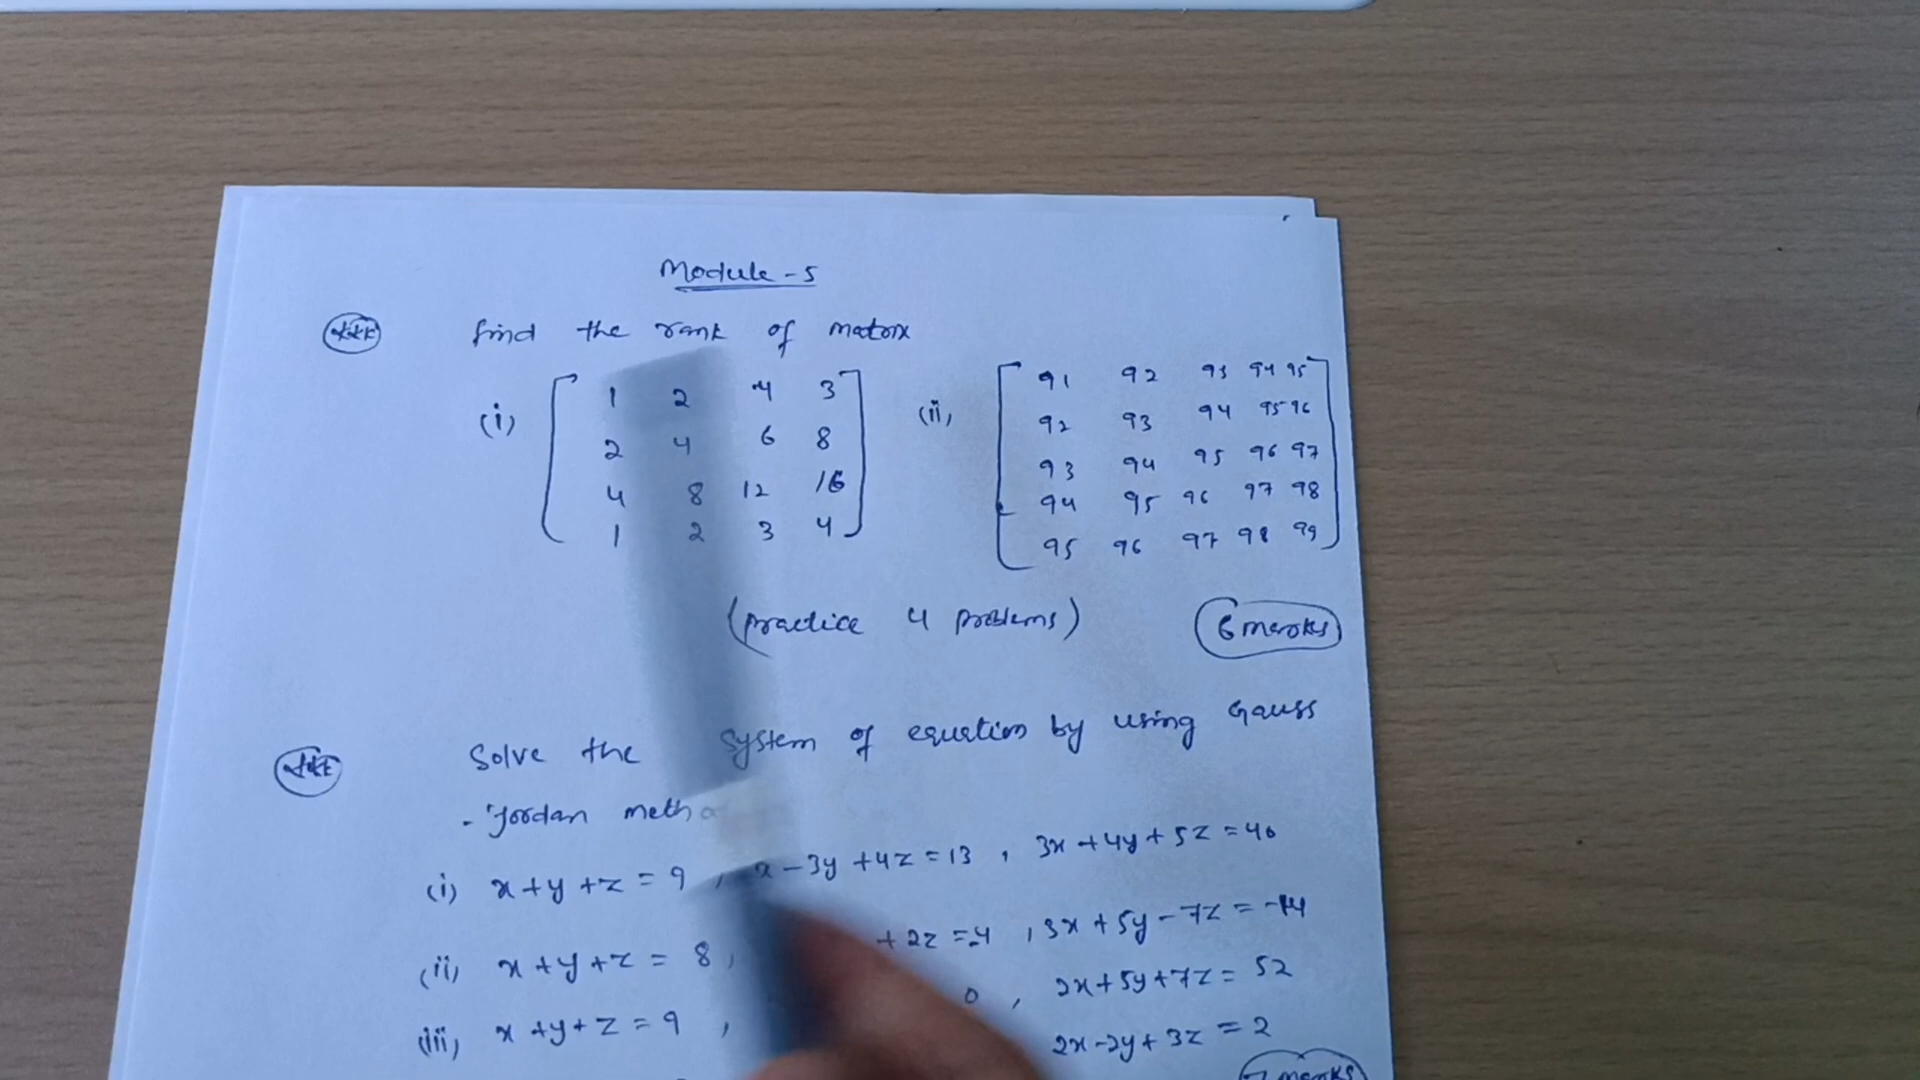 Module-5
find the rank of matrix
(i) 1 2 4 3
2 4 6 8
4 8 12 16
1 2 3 4
(ii) 91 92 93 94 95
92 93 94 95 96
93 94 95 96 97
94 95 96 97 98
95 96 97 98 99
(practice 4 problems) 6 marks
Solve the system of equation by using Gauss
-Jordan
(i) x+y+z=9, x-3y+4z=13, 3x+4y+5z=40
(ii) x+y+z=8, +2z=-4, 3x+5y-7z=-14
(iii) x+y+z=9, 0, 2x+5y+7z=52
2x-2y+3z=2
marks